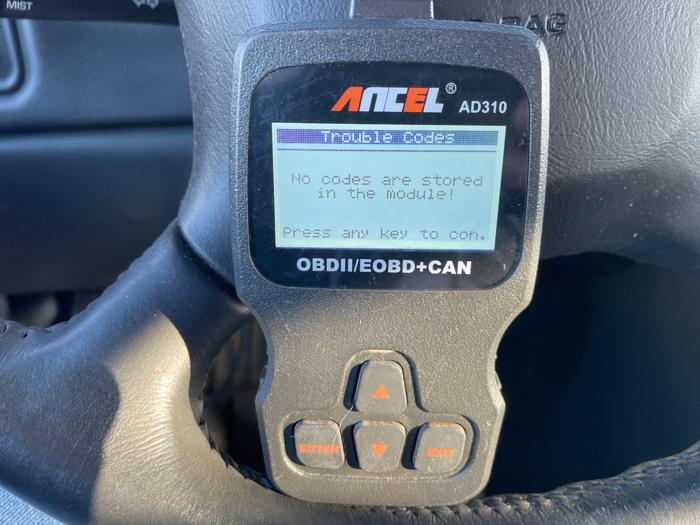 MIST
BAG
ANCEL®
AD310
Trouble Codes
No codes are stored
in the module!
Press any key to con.
OBDII/EOBD+CAN
ENTER
EXIT